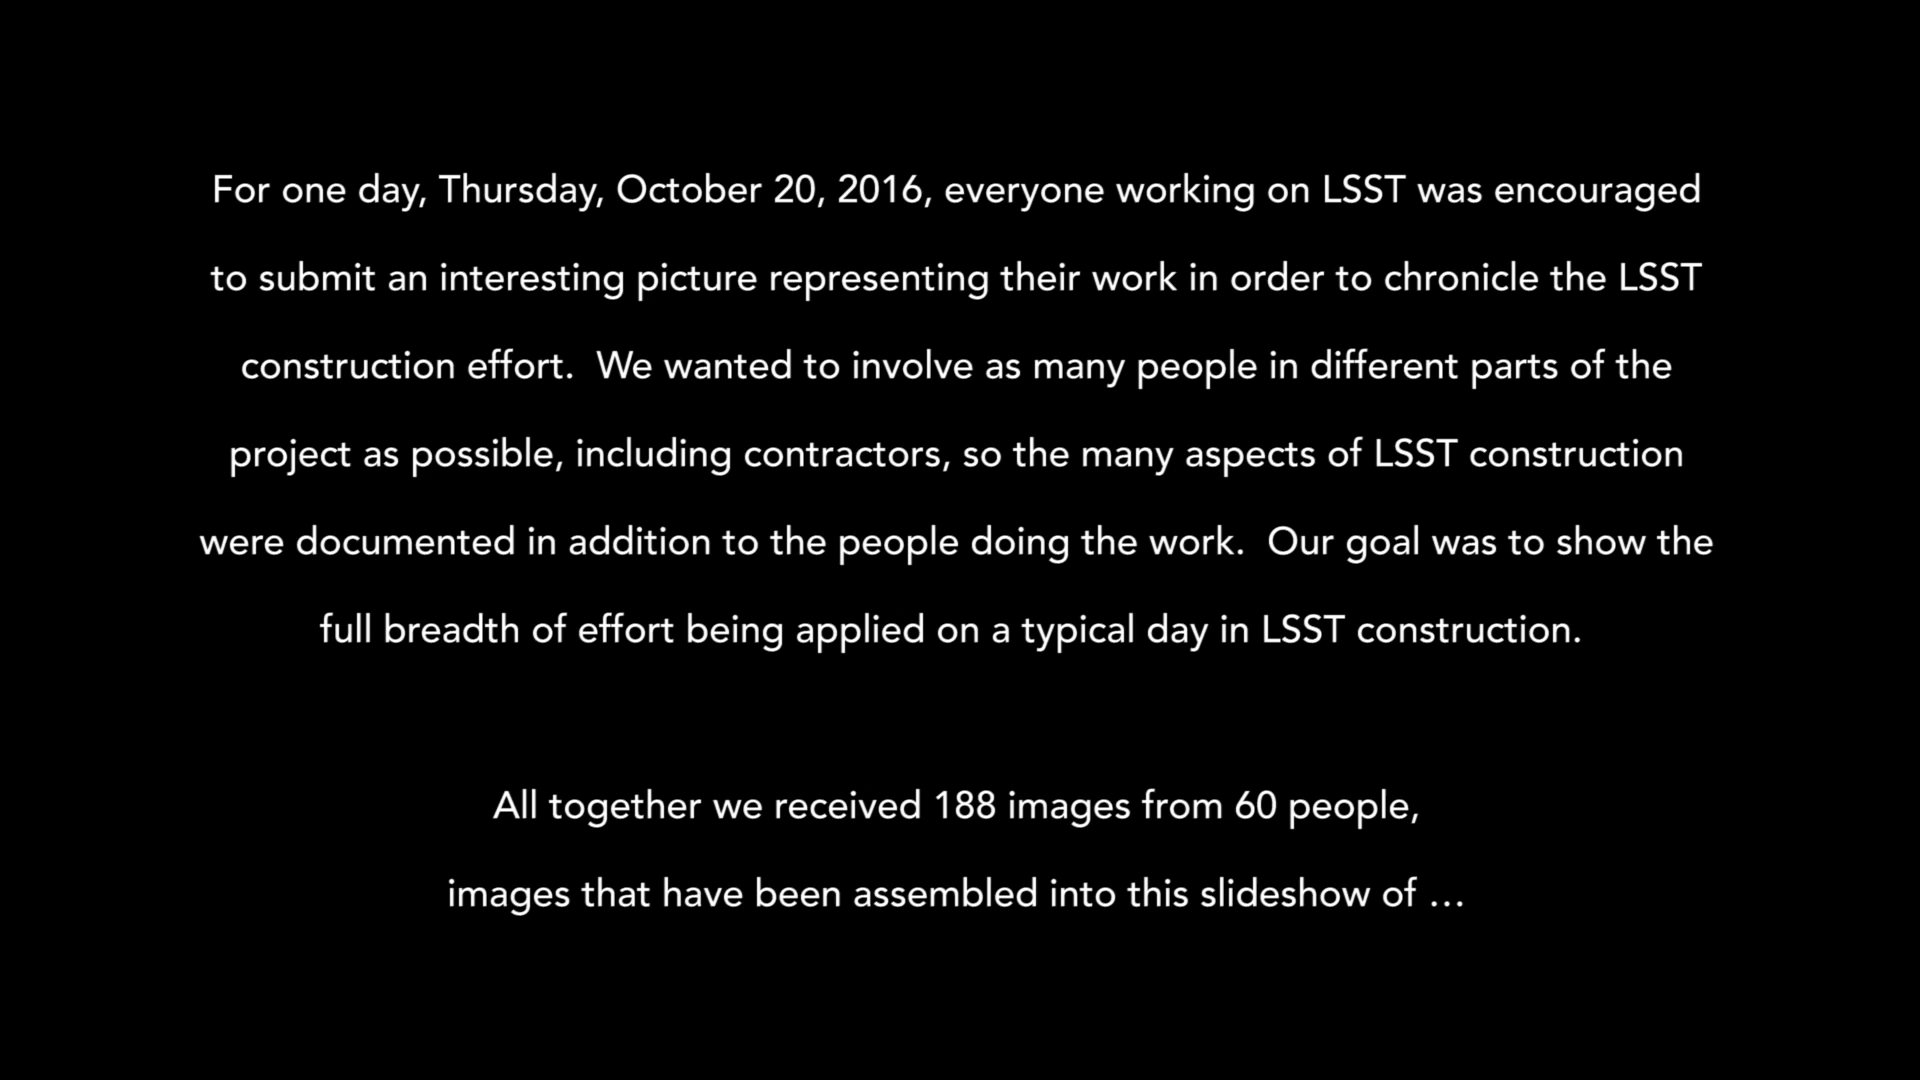 For one day, Thursday, October 20, 2016, everyone working on LSST was encouraged
to submit an interesting picture representing their work in order to chronicle the LSST
construction effort.  We wanted to involve as many people in different parts of the
project as possible, including contractors, so the many aspects of LSST construction
were documented in addition to the people doing the work.  Our goal was to show the
full breadth of effort being applied on a typical day in LSST construction.
All together we received 188 images from 60 people,
images that have been assembled into this slideshow of …